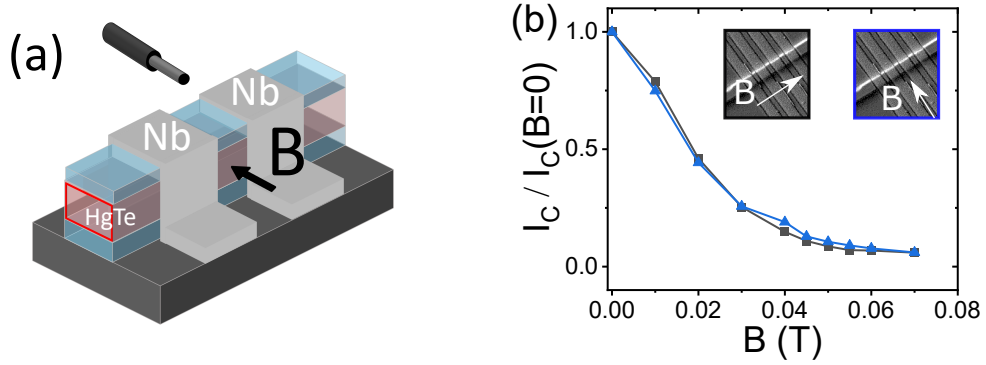 (a)
Nb
Nb
B
HgTe
(b)
I_C / I_C(B=0)
1.0
0.5
0.0
B
B
0.00
0.02
0.04
0.06
0.08
B (T)